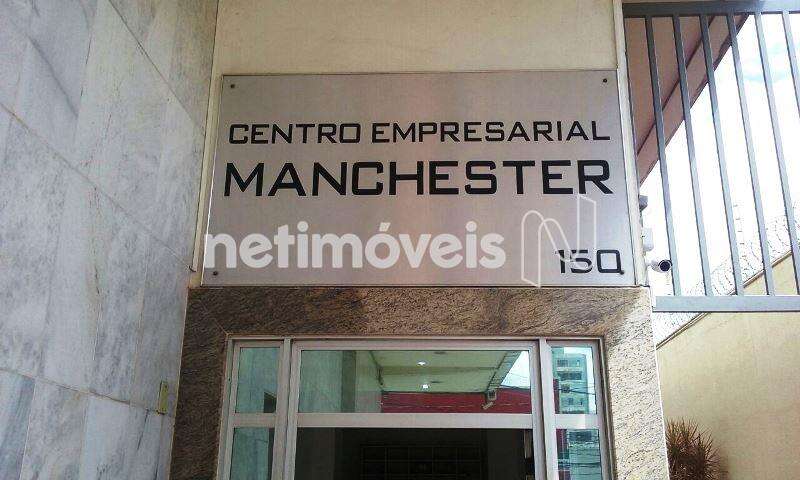 CENTRO EMPRESARIAL
MANCHESTER
netimóveis
150